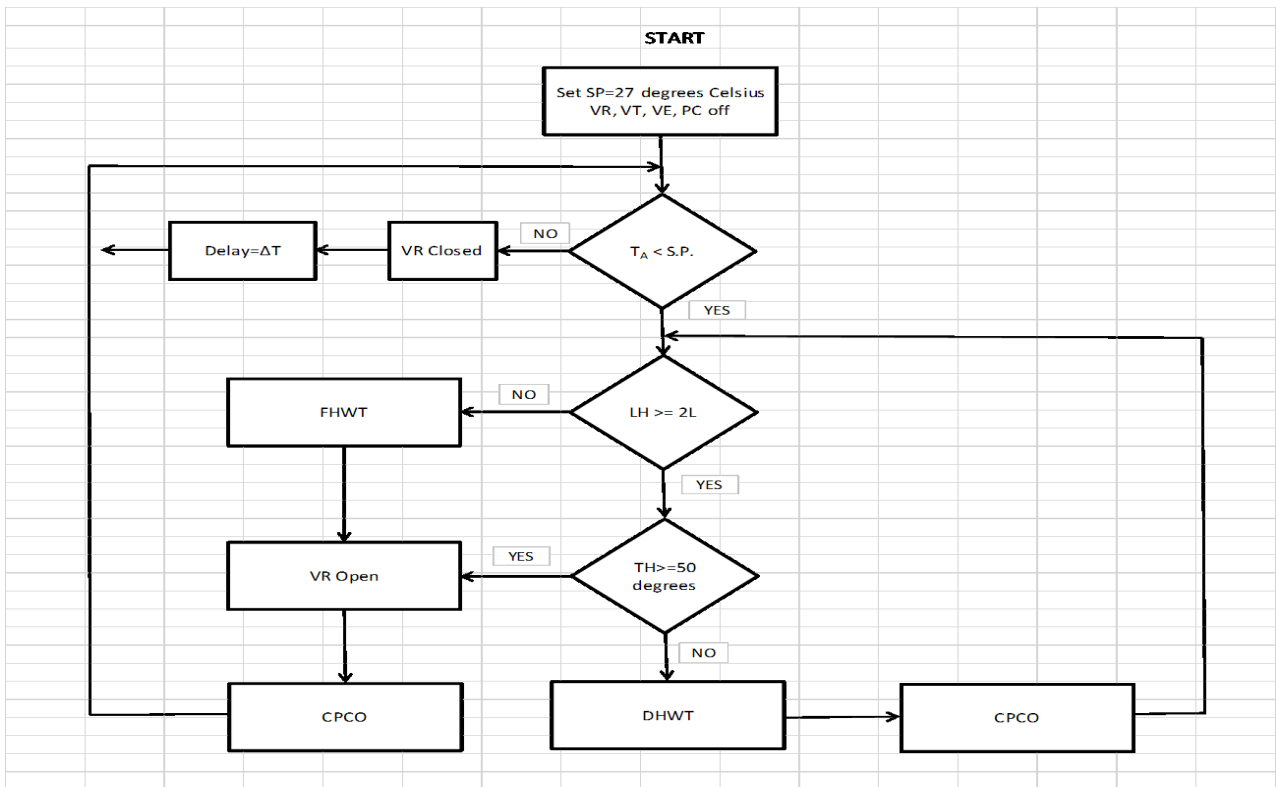 START
Set SP=27 degrees Celsius
VR, VT, VE, PC off
NO
Delay=ΔT
VR Closed
T_A < S.P.
YES
NO
FHWT
LH >= 2L
YES
YES
VR Open
TH>=50
degrees
NO
CPCO
DHWT
CPCO